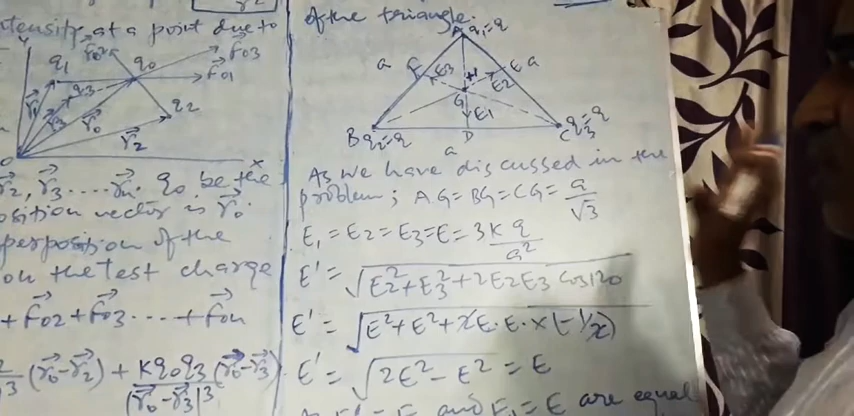 ntensity at a point due to
F02 F03
q1 q0 F01
q3 q2
r1 r3 r0
r2
x
r2, r3 .... rn. q0 be the
osition vector is r0.
perposition of the
on the test charge
+ F02 + F03 ... + F0n
(r0-r2) + Kq0q3 (r0-r3)
|r0-r3|3
of the triangle.
A q1=q
a F E3 +1 E2 E a
G
E1
B q2=q D C q3=q
a
As we have discussed in the
problem; AG=BG=CG= a/√3
E1=E2=E3=E= 3Kq/a2
E' = √E2²+E3²+2E2E3 cos120
E' = √E²+E²+2E.E.×(-1/2)
E' = √2E²-E² = E
E'=E and E1=E are equal